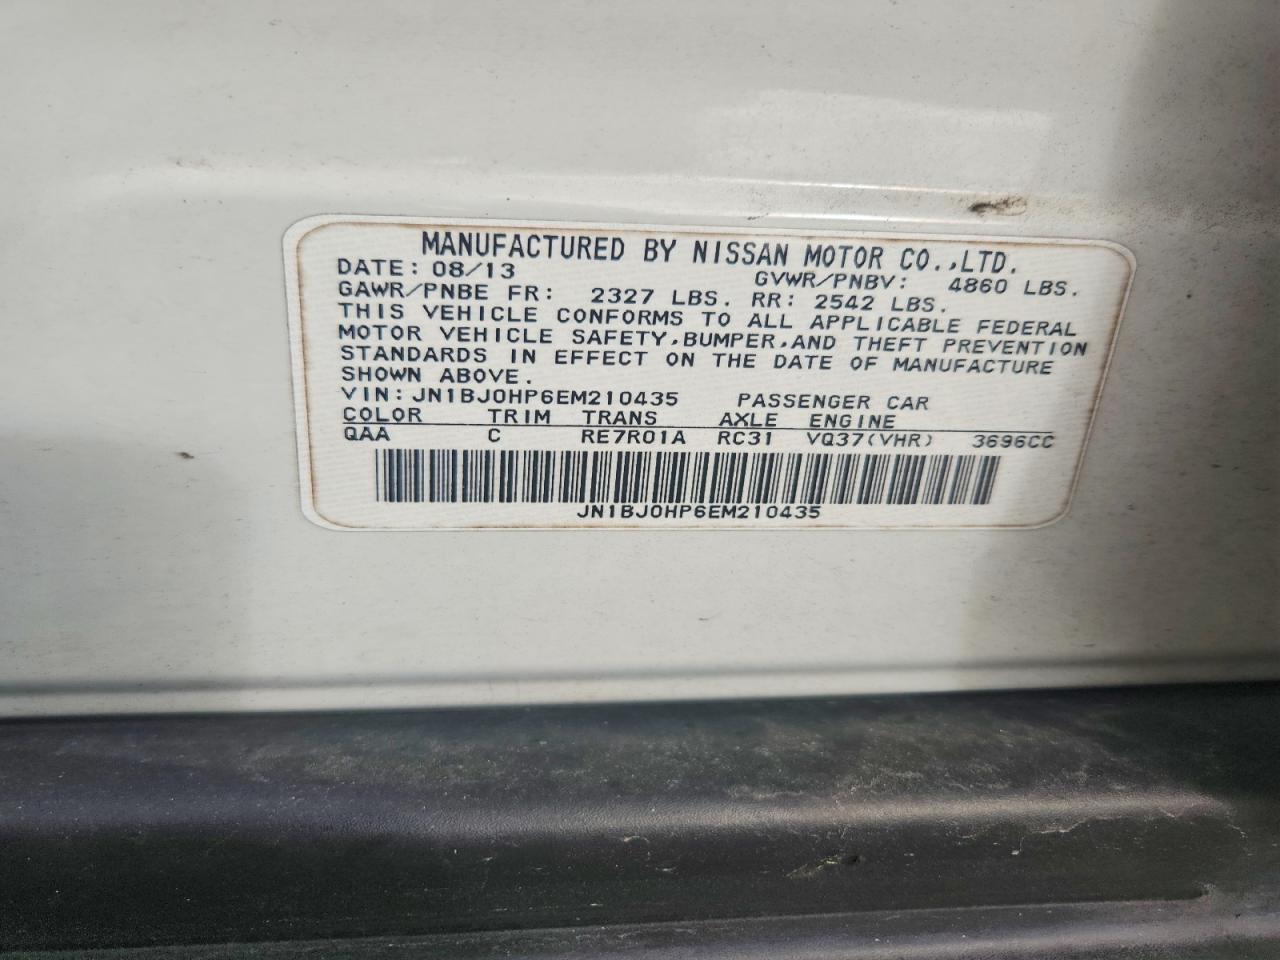 MANUFACTURED BY NISSAN MOTOR CO.,LTD.
DATE: 08/13 GVWR/PNBV: 4860 LBS.
GAWR/PNBE FR: 2327 LBS. RR: 2542 LBS.
THIS VEHICLE CONFORMS TO ALL APPLICABLE FEDERAL
MOTOR VEHICLE SAFETY,BUMPER,AND THEFT PREVENTION
STANDARDS IN EFFECT ON THE DATE OF MANUFACTURE
SHOWN ABOVE.
VIN: JN1BJ0HP6EM210435 PASSENGER CAR
COLOR TRIM TRANS AXLE ENGINE
QAA C RE7R01A RC31 VQ37(VHR) 3696CC
JN1BJ0HP6EM210435